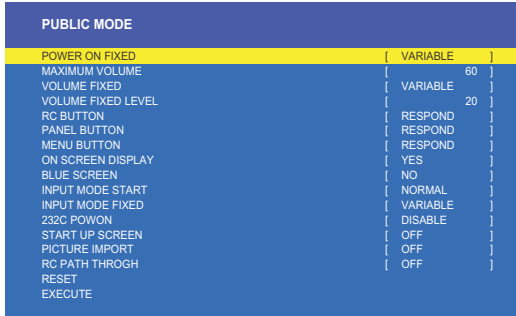 PUBLIC MODE
POWER ON FIXED [ VARIABLE ]
MAXIMUM VOLUME [ 60 ]
VOLUME FIXED [ VARIABLE ]
VOLUME FIXED LEVEL [ 20 ]
RC BUTTON [ RESPOND ]
PANEL BUTTON [ RESPOND ]
MENU BUTTON [ RESPOND ]
ON SCREEN DISPLAY [ YES ]
BLUE SCREEN [ NO ]
INPUT MODE START [ NORMAL ]
INPUT MODE FIXED [ VARIABLE ]
232C POWON [ DISABLE ]
START UP SCREEN [ OFF ]
PICTURE IMPORT [ OFF ]
RC PATH THROGH [ OFF ]
RESET
EXECUTE